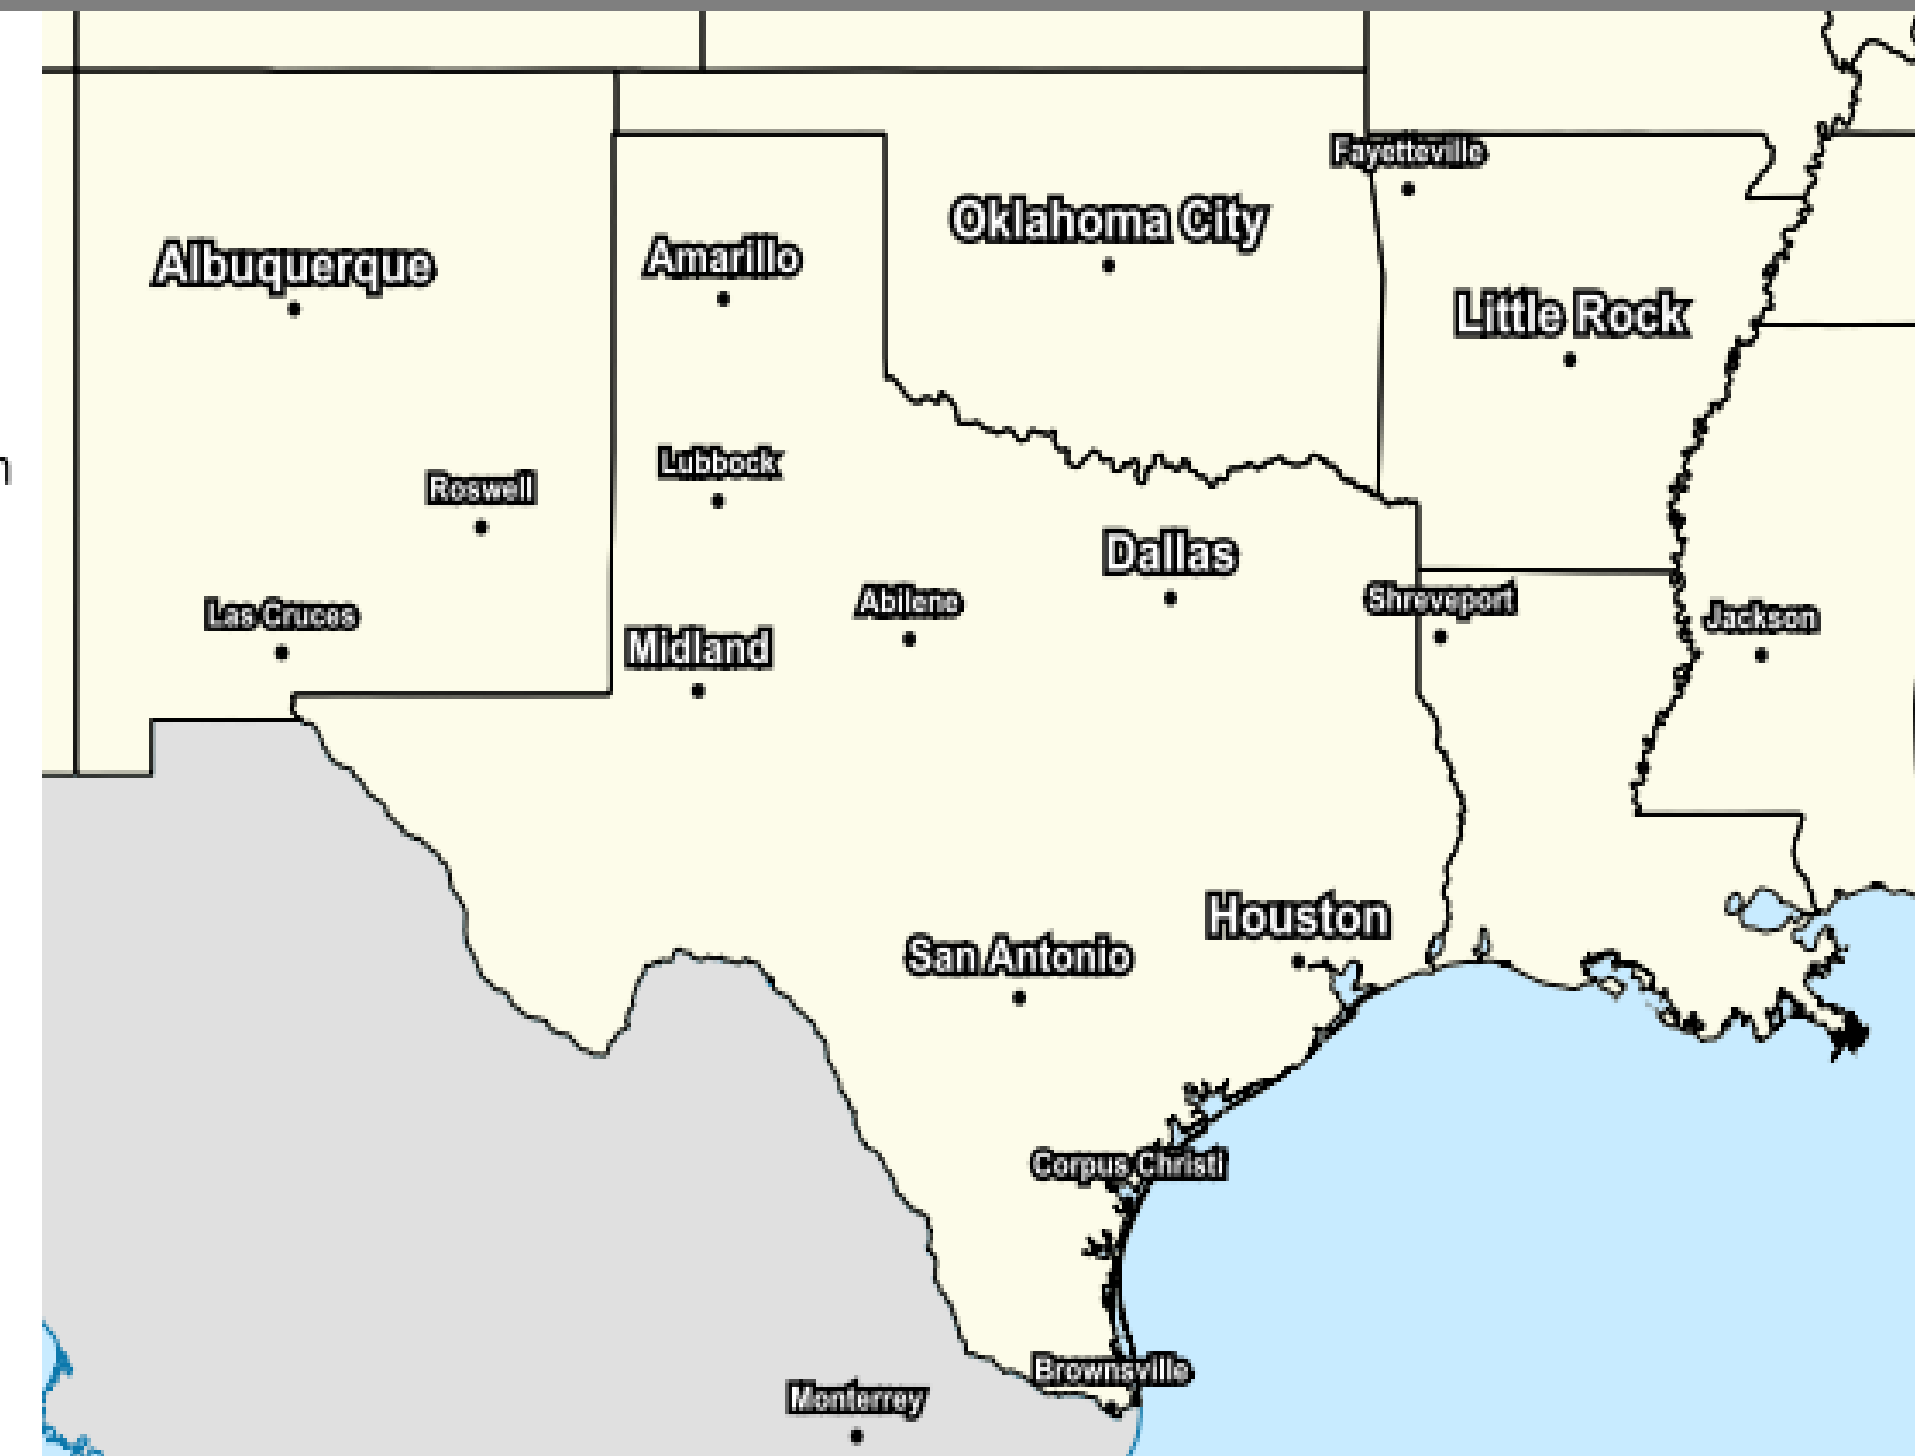 Fayetteville
Oklahoma City
Albuquerque
Amarillo
Little Rock
n
Lubbock
Roswell
Dallas
Abilene
Shreveport
Las Cruces
Jackson
Midland
Houston
San Antonio
Corpus Christi
Brownsville
Monterrey